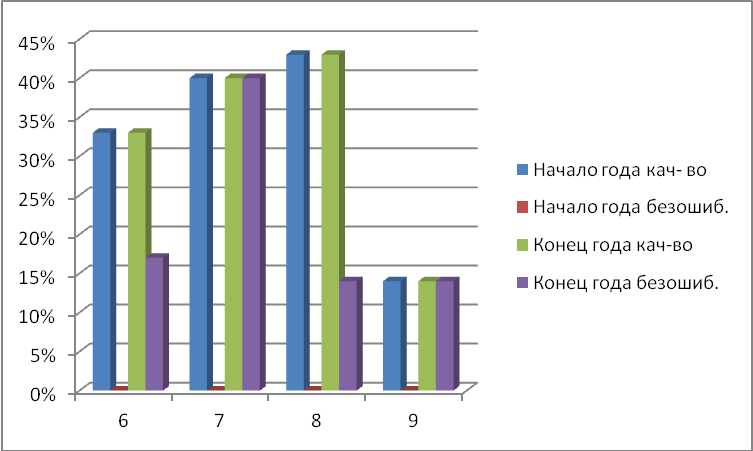 45%
40%
35%
30%
25%
20%
15%
10%
5%
0%
6 7 8 9
Начало года кач- во
Начало года безошиб.
Конец года кач-во
Конец года безошиб.